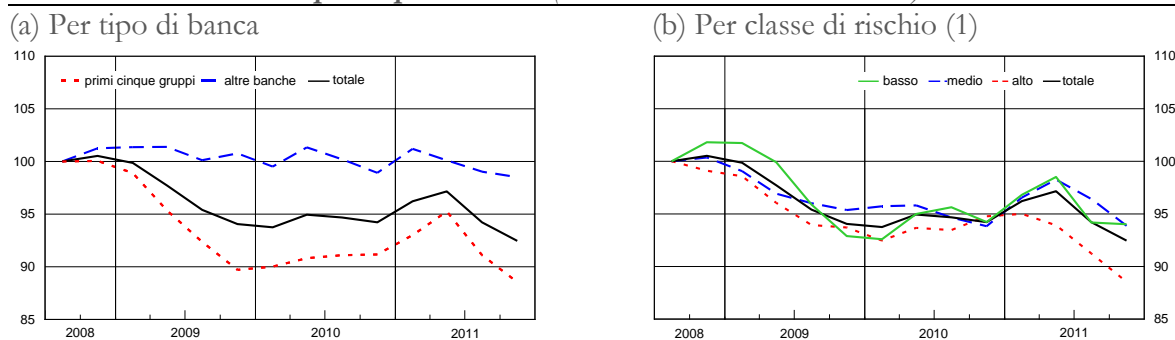 (a) Per tipo di banca
(b) Per classe di rischio (1)
110
105
100
95
90
85
primi cinque gruppi
altre banche
totale
2008
2009
2010
2011
basso
medio
alto
totale
110
105
100
95
90
85
2008
2009
2010
2011